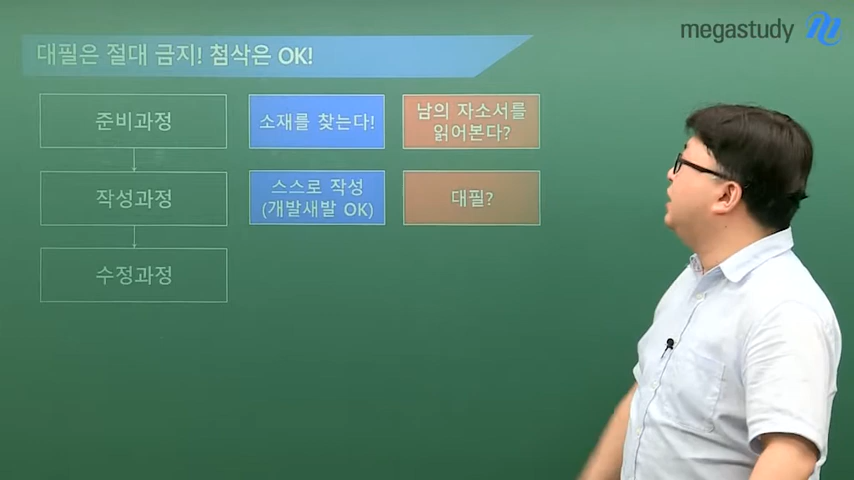 megastudy
대필은 절대 금지! 첨삭은 OK!
준비과정
소재를 찾는다!
남의 자소서를
읽어본다?
작성과정
스스로 작성
(개발새발 OK)
대필?
수정과정